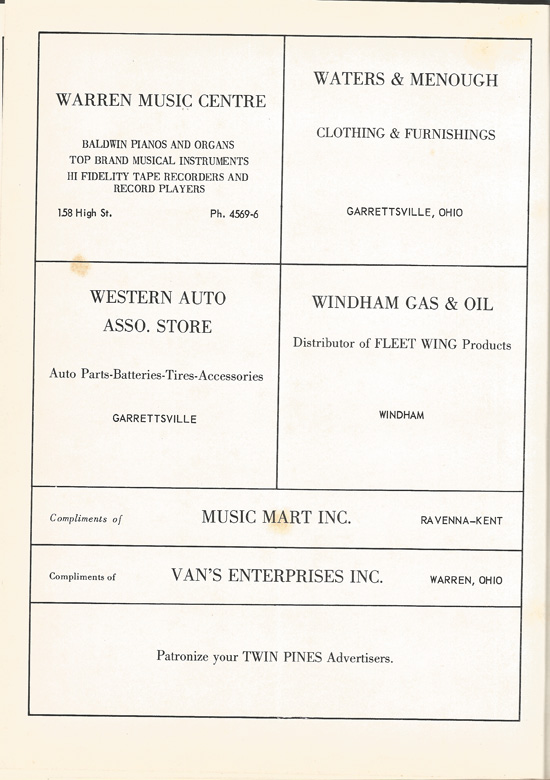 WARREN MUSIC CENTRE
BALDWIN PIANOS AND ORGANS
TOP BRAND MUSICAL INSTRUMENTS
HI FIDELITY TAPE RECORDERS AND
RECORD PLAYERS
158 High St. Ph. 4569-6
WATERS & MENOUGH
CLOTHING & FURNISHINGS
GARRETTSVILLE, OHIO
WESTERN AUTO
ASSO. STORE
Auto Parts-Batteries-Tires-Accessories
GARRETTSVILLE
WINDHAM GAS & OIL
Distributor of FLEET WING Products
WINDHAM
Compliments of MUSIC MART INC. RAVENNA-KENT
Compliments of VAN'S ENTERPRISES INC. WARREN, OHIO
Patronize your TWIN PINES Advertisers.